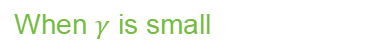 When 𝛾 is small